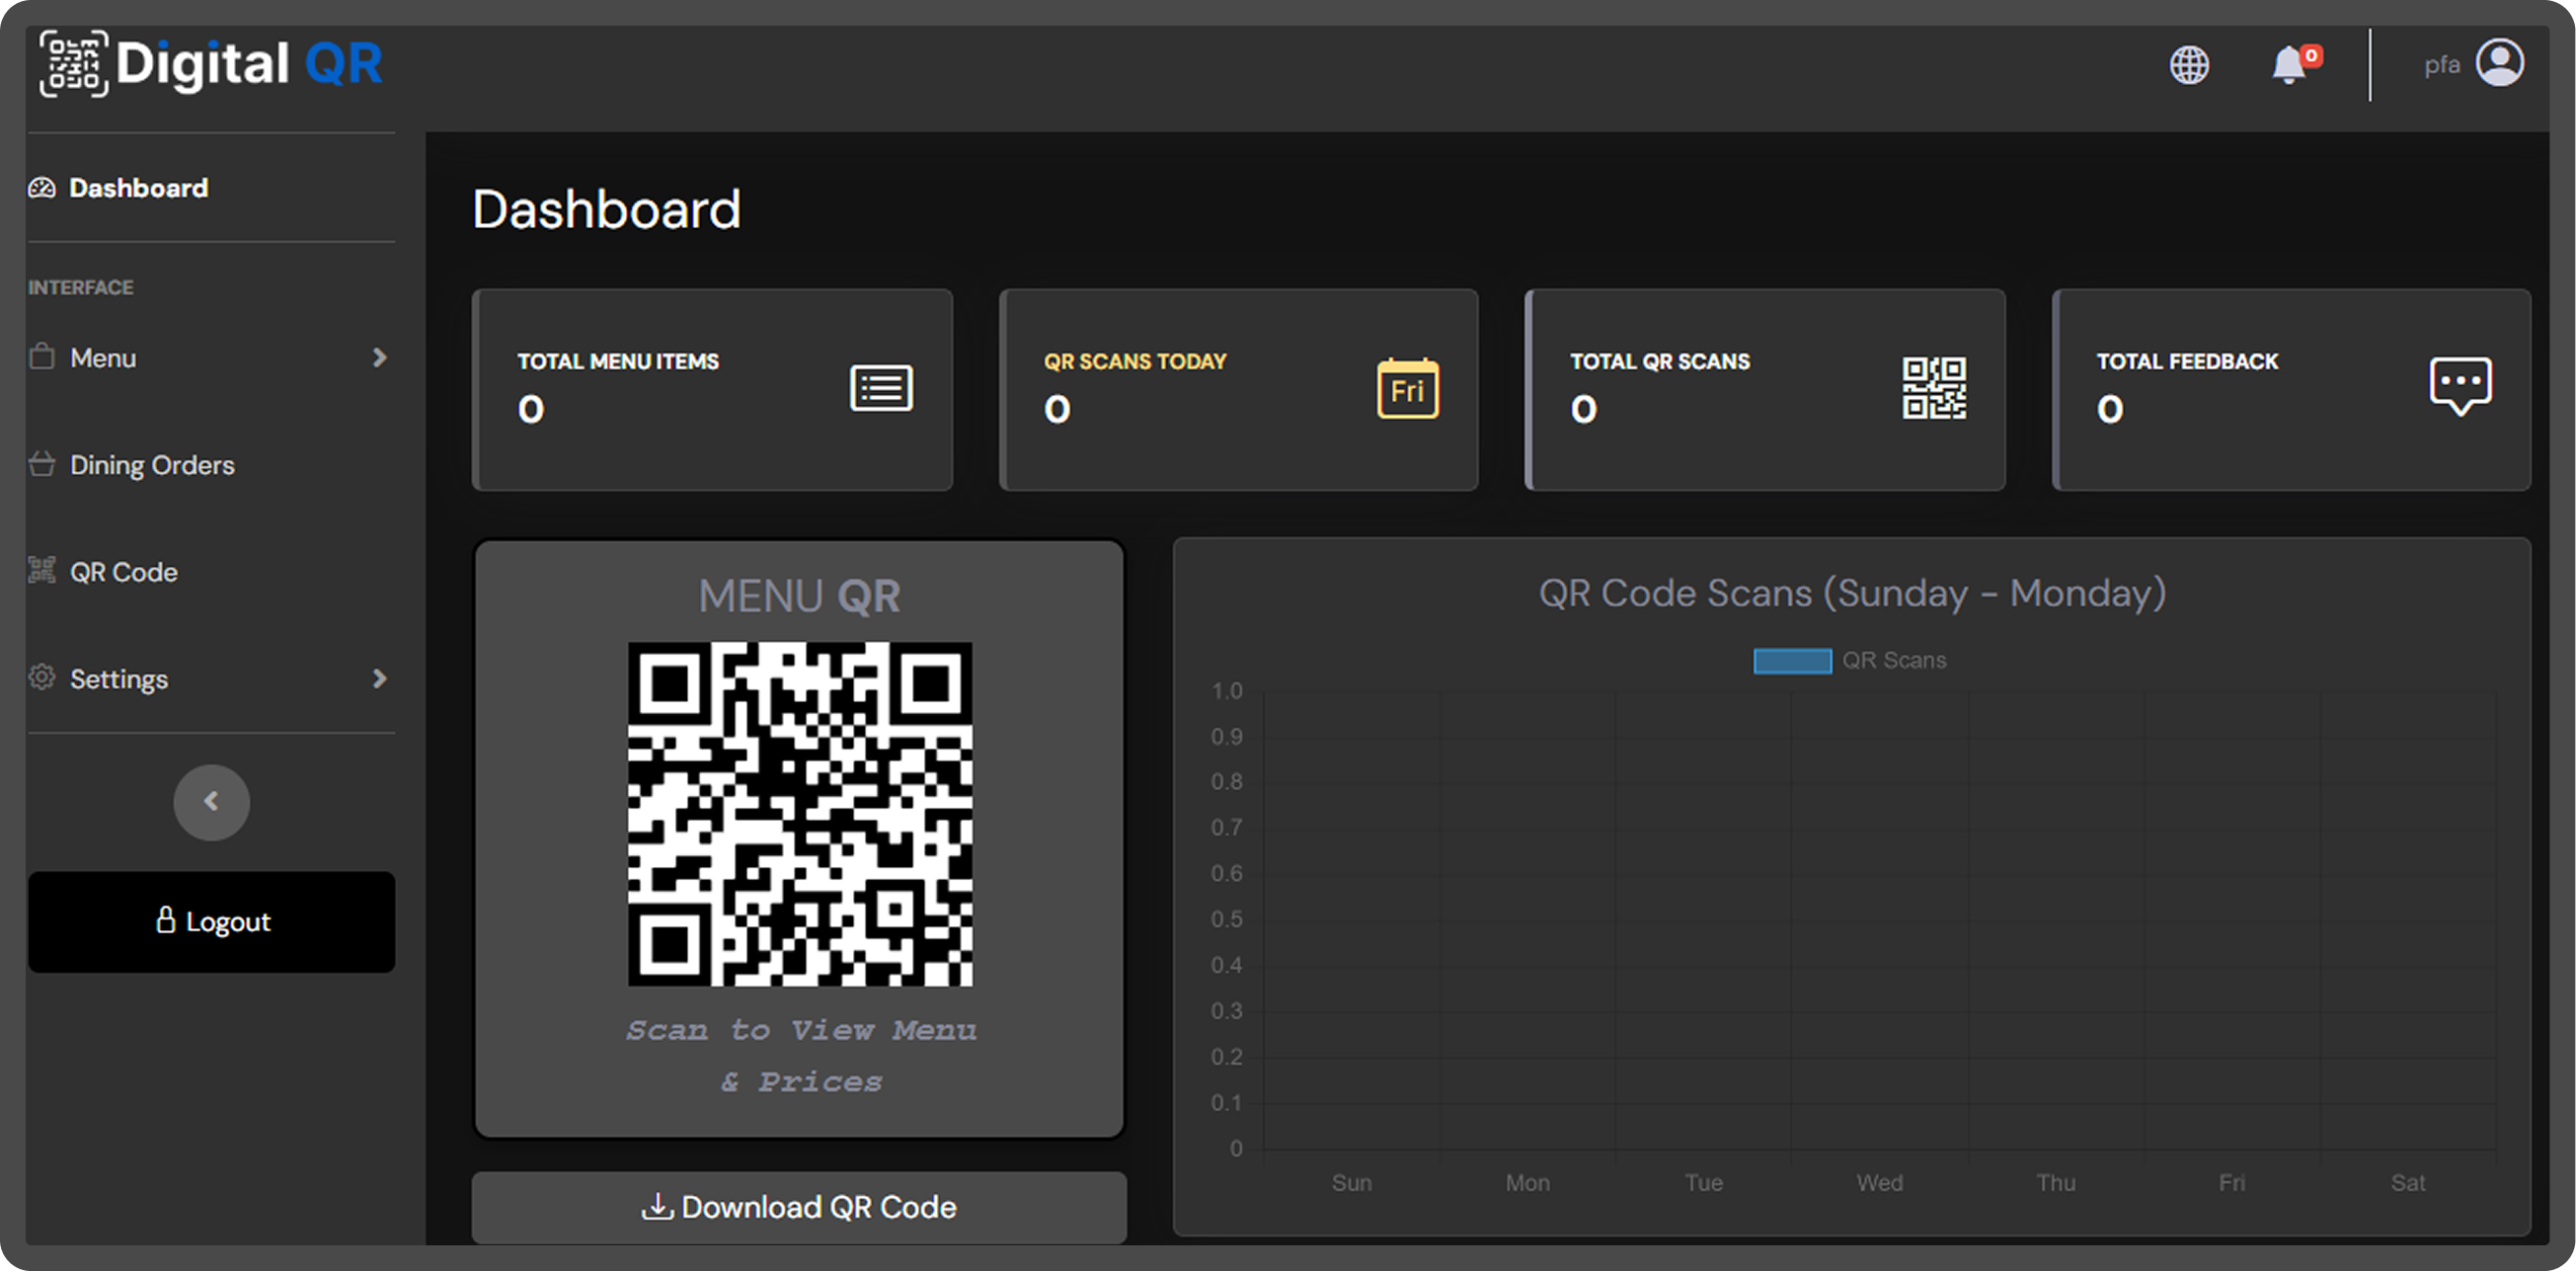 Digital QR
0
pfa
Dashboard
INTERFACE
Menu
Dining Orders
QR Code
Settings
Logout
Dashboard
TOTAL MENU ITEMS
0
QR SCANS TODAY
0
Fri
TOTAL QR SCANS
0
TOTAL FEEDBACK
0
MENU QR
Scan to View Menu
& Prices
Download QR Code
QR Code Scans (Sunday - Monday)
QR Scans
1.0
0.9
0.8
0.7
0.6
0.5
0.4
0.3
0.2
0.1
0
Sun Mon Tue Wed Thu Fri Sat